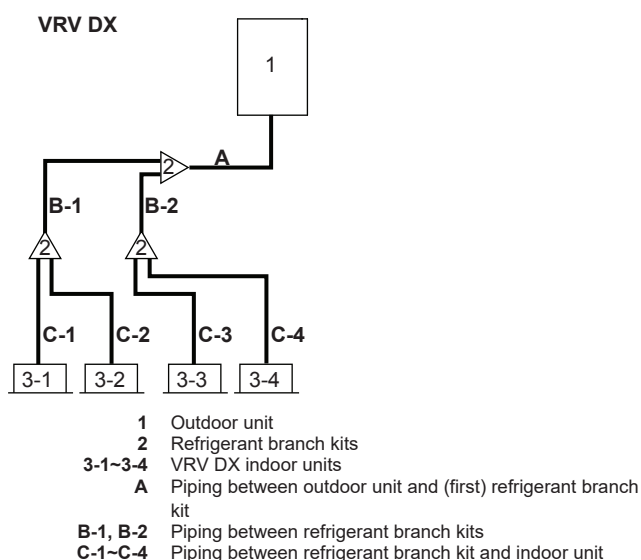 VRV DX
1
2
A
B-1
B-2
2
2
C-1
C-2
C-3
C-4
3-1
3-2
3-3
3-4
1 Outdoor unit
2 Refrigerant branch kits
3-1~3-4 VRV DX indoor units
A Piping between outdoor unit and (first) refrigerant branch
kit
B-1, B-2 Piping between refrigerant branch kits
C-1~C-4 Piping between refrigerant branch kit and indoor unit